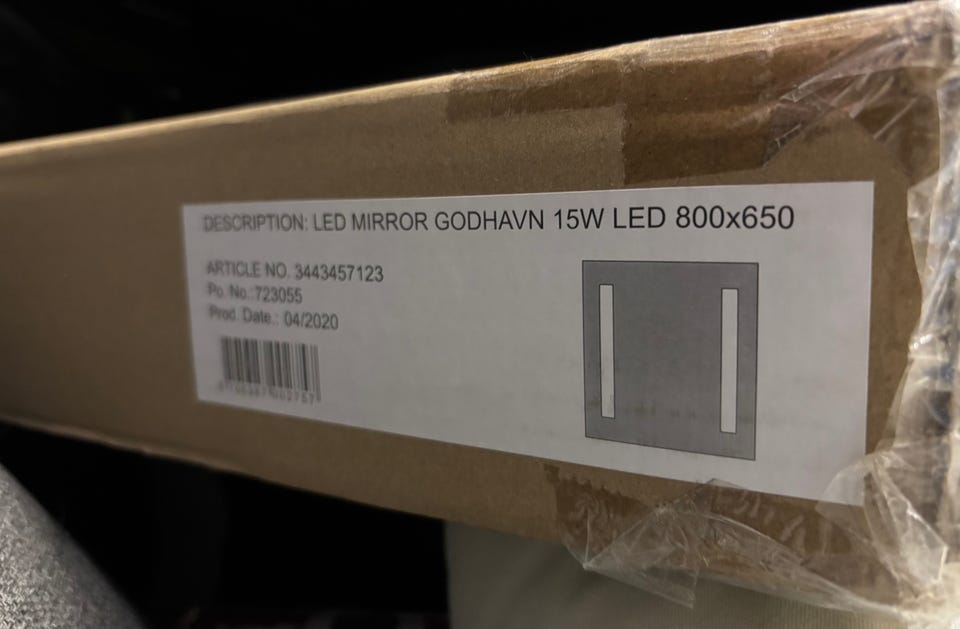 DESCRIPTION: LED MIRROR GODHAVN 15W LED 800x650
ARTICLE NO. 3443457123
Po. No.:723055
Prod. Date.: 04/2020